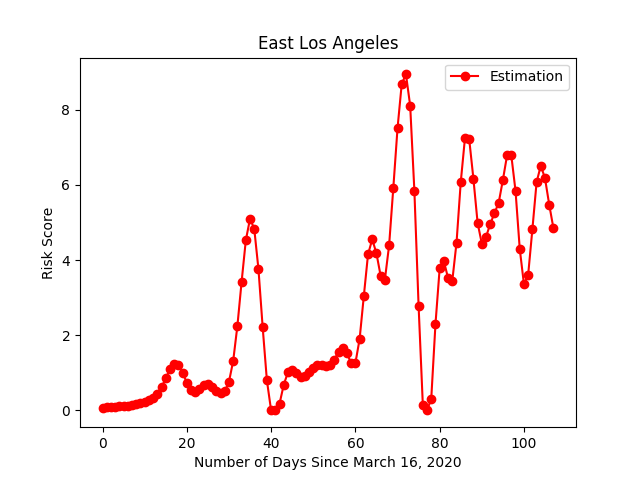 East Los Angeles
Estimation
Risk Score
8
6
4
2
0
0 20 40 60 80 100
Number of Days Since March 16, 2020